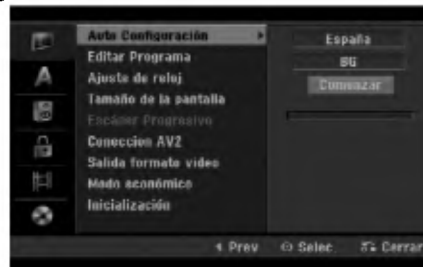 Auto Configuración
Editar Programa
Ajuste de reloj
Tamaño de la pantalla
Escáner Progresivo
Coneccion AV2
Salida formato video
Modo económico
Inicialización
España
BG
Comenzar
Prev Selec. Cerrar